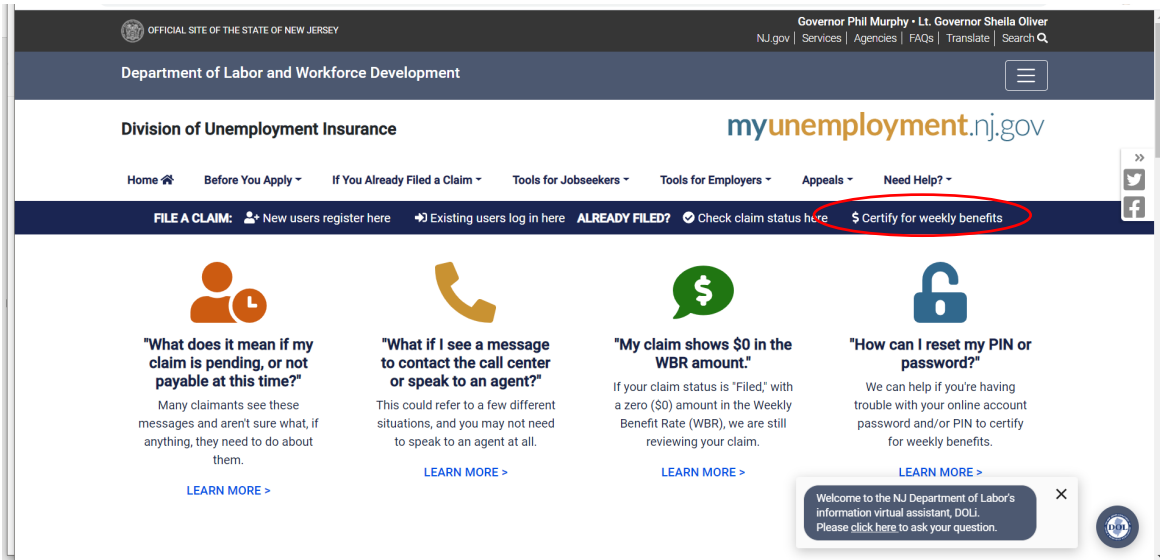 OFFICIAL SITE OF THE STATE OF NEW JERSEY
Governor Phil Murphy • Lt. Governor Sheila Oliver
NJ.gov | Services | Agencies | FAQs | Translate | Search
Department of Labor and Workforce Development
Division of Unemployment Insurance
myunemployment.nj.gov
Home Before You Apply If You Already Filed a Claim Tools for Jobseekers Tools for Employers Appeals Need Help?
»
FILE A CLAIM: New users register here Existing users log in here ALREADY FILED? Check claim status here $ Certify for weekly benefits
$
"What does it mean if my
claim is pending, or not
payable at this time?"
Many claimants see these
messages and aren't sure what, if
anything, they need to do about
them.
LEARN MORE >
"What if I see a message
to contact the call center
or speak to an agent?"
This could refer to a few different
situations, and you may not need
to speak to an agent at all.
LEARN MORE >
"My claim shows $0 in the
WBR amount."
If your claim status is "Filed," with
a zero ($0) amount in the Weekly
Benefit Rate (WBR), we are still
reviewing your claim.
LEARN MORE >
"How can I reset my PIN or
password?"
We can help if you're having
trouble with your online account
password and/or PIN to certify
for weekly benefits.
LEARN MORE >
Welcome to the NJ Department of Labor's
information virtual assistant, DOLi.
Please click here to ask your question.
DOL